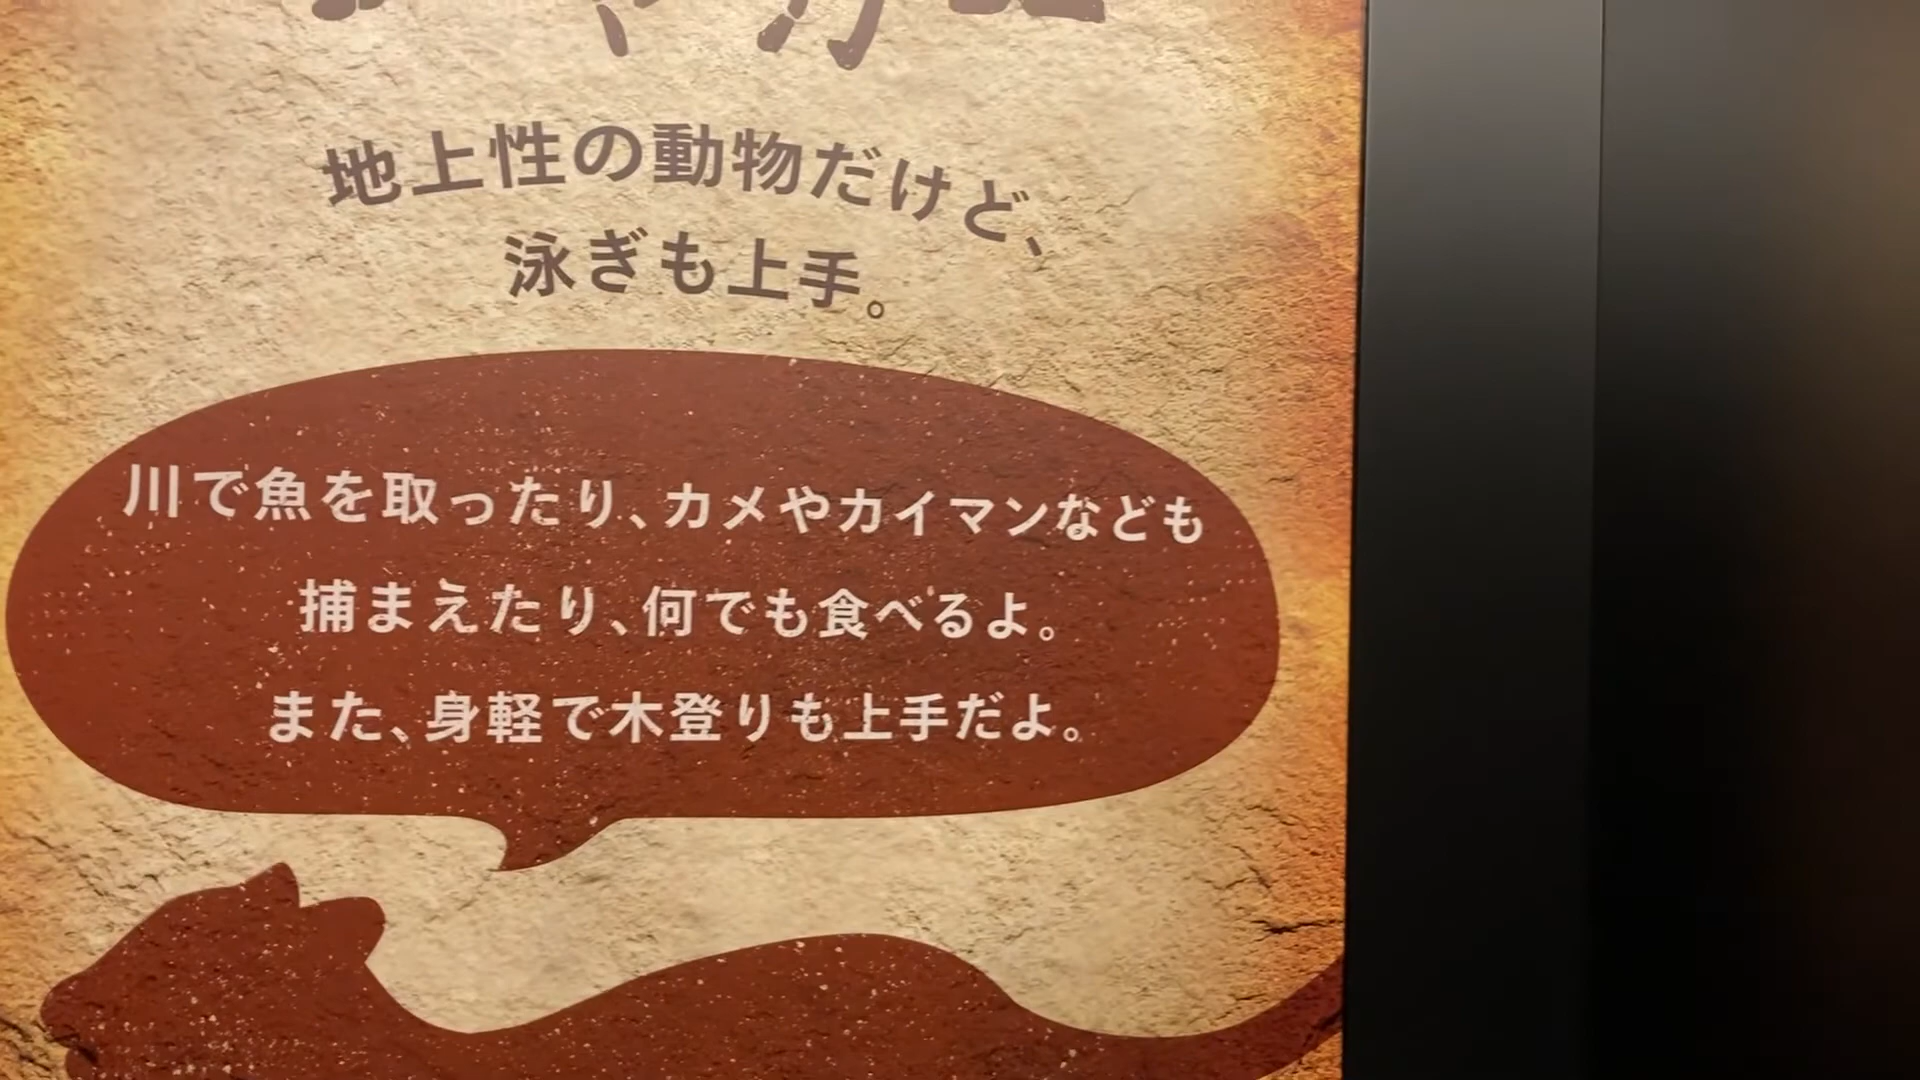 地上性の動物だけど、
泳ぎも上手。
川で魚を取ったり、カメやカイマンなども
捕まえたり、何でも食べるよ。
また、身軽で木登りも上手だよ。